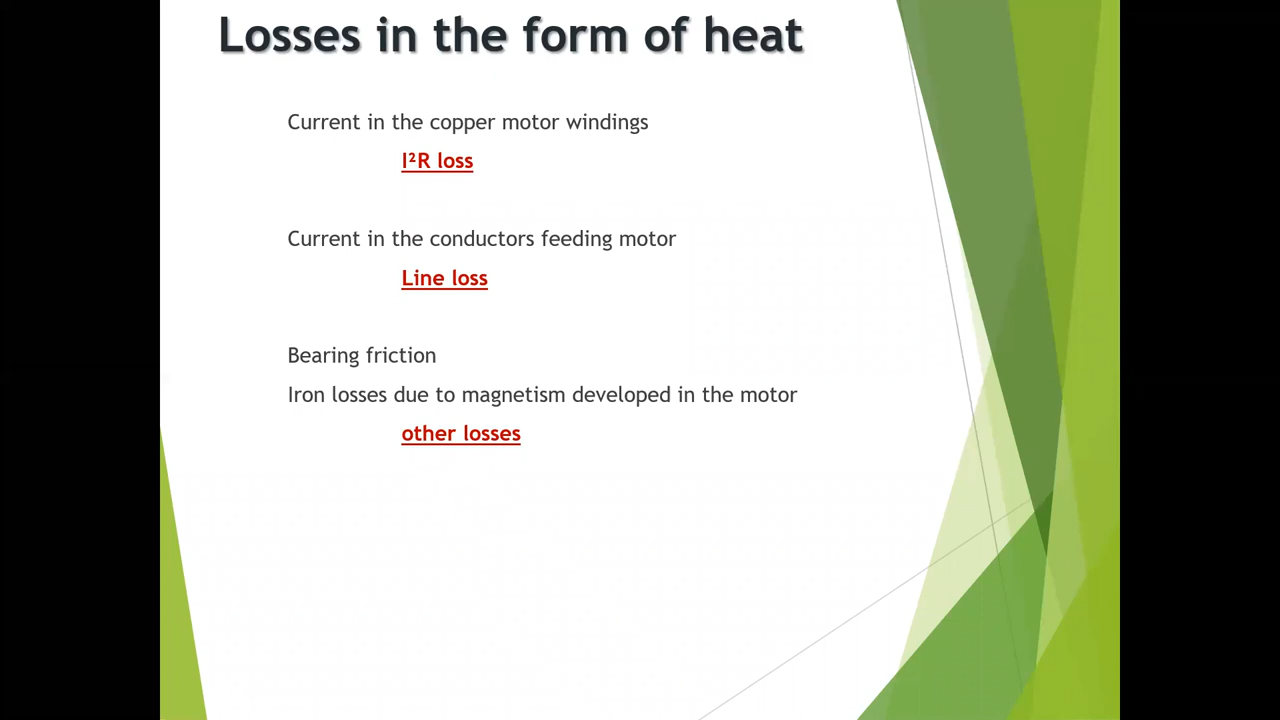 Losses in the form of heat
Current in the copper motor windings
I²R loss
Current in the conductors feeding motor
Line loss
Bearing friction
Iron losses due to magnetism developed in the motor
other losses